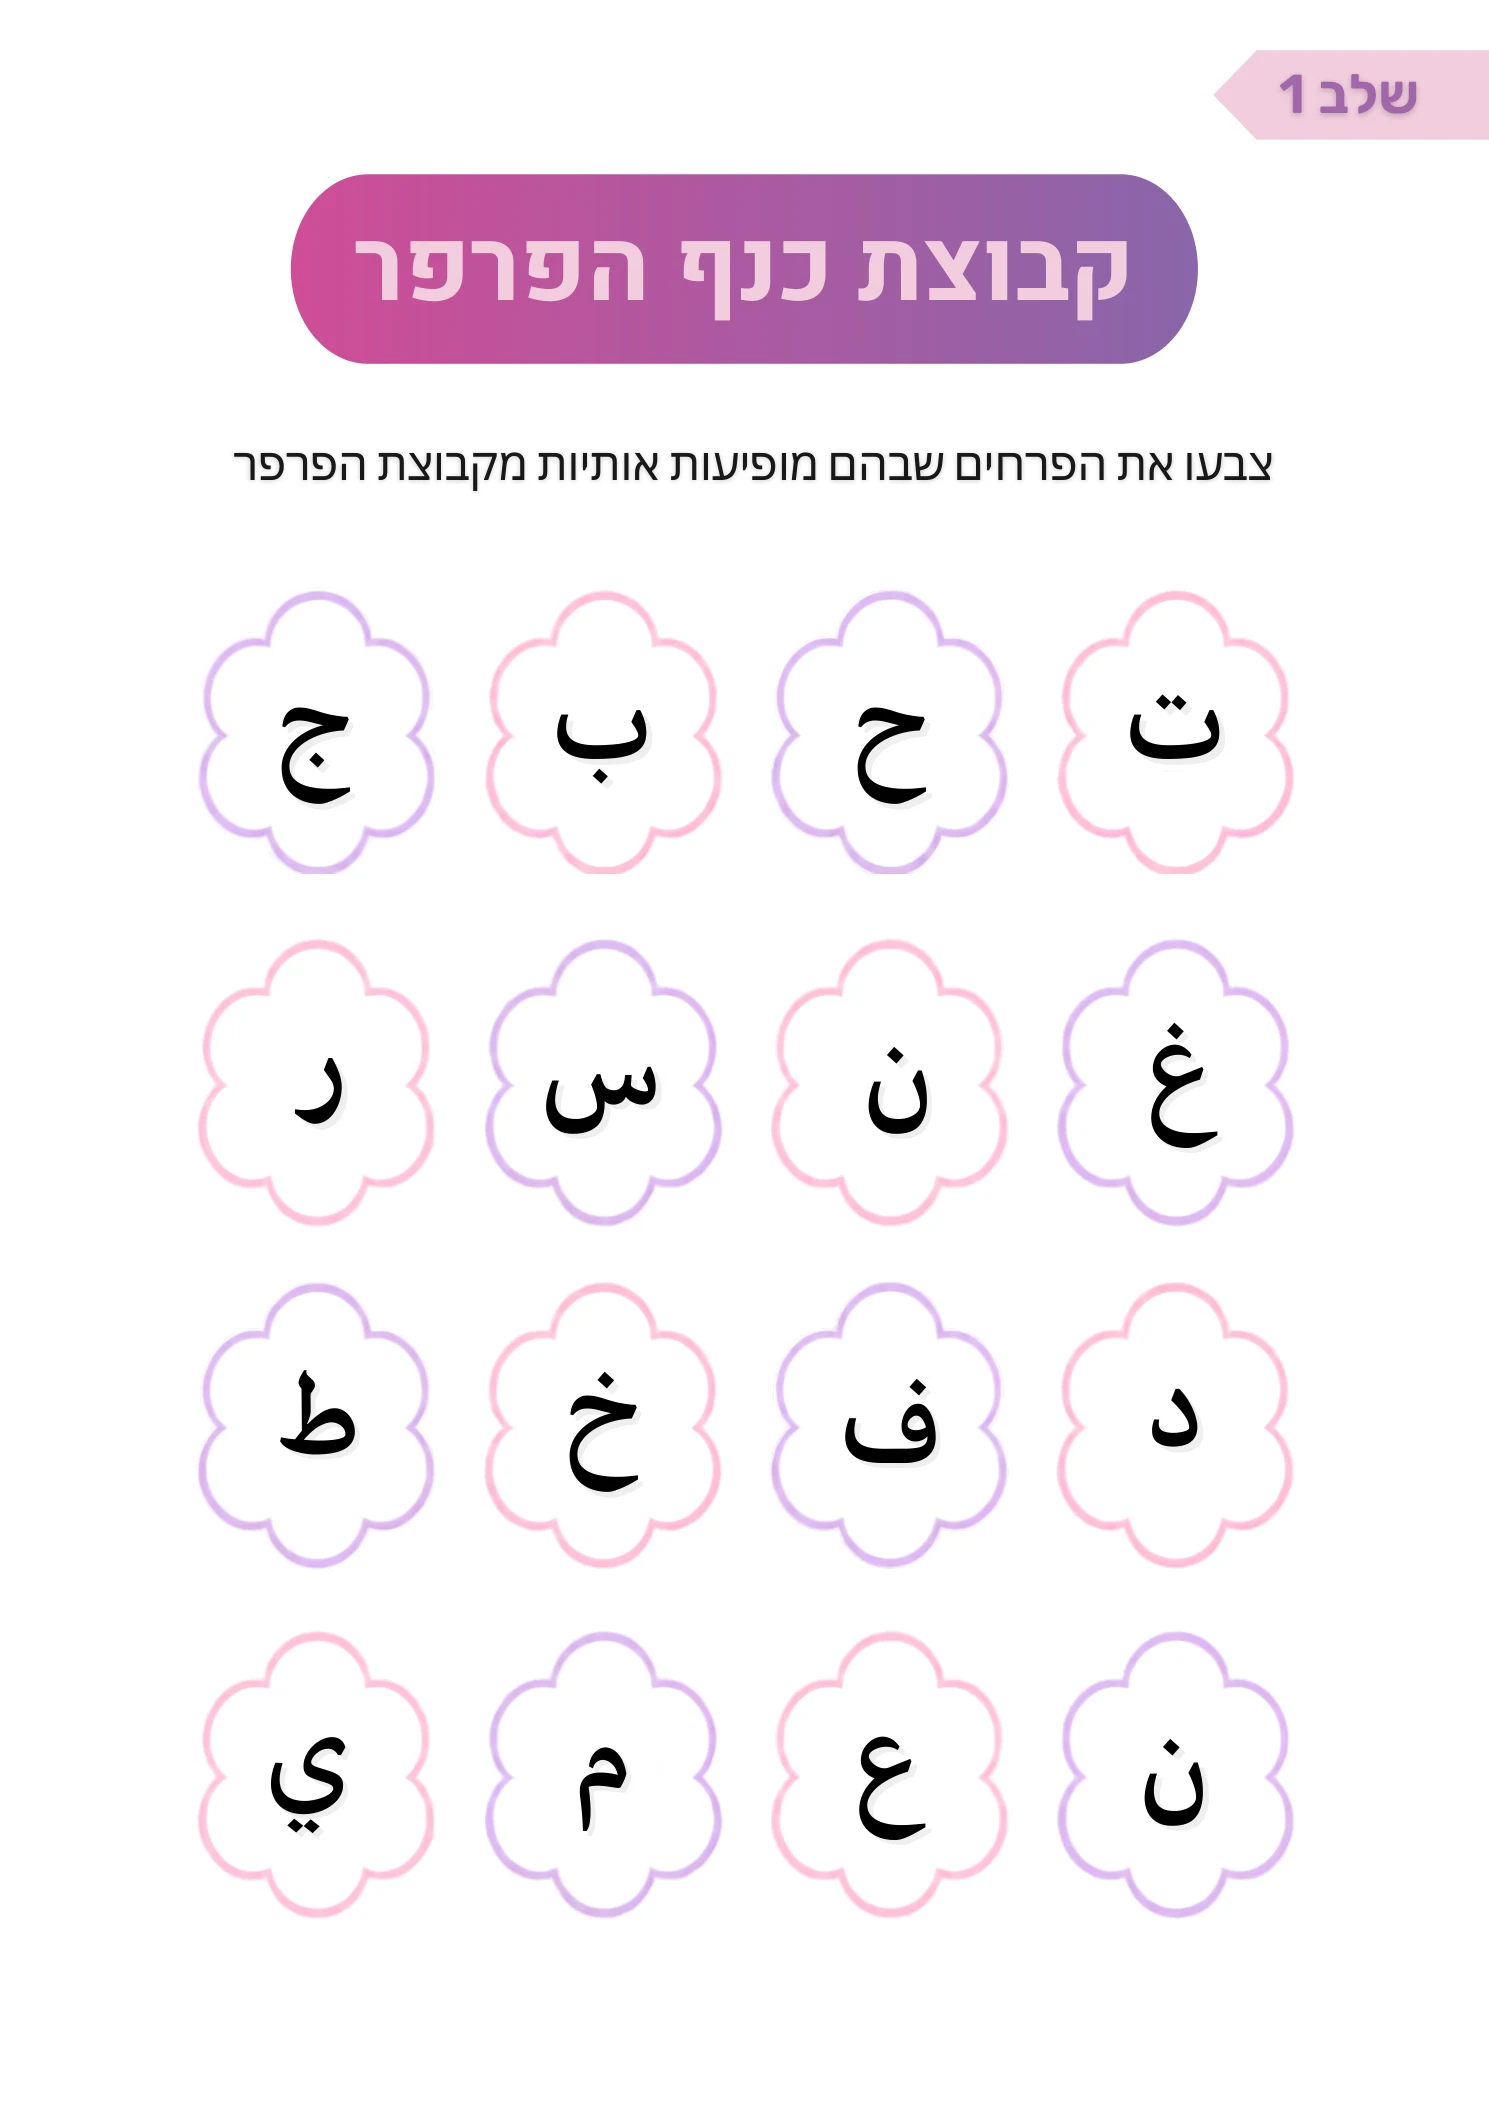 שלב 1
קבוצת כנף הפרפר
צבעו את הפרחים שבהם מופיעות אותיות מקבוצת הפרפר
ت ح ب ج
غ ن س ر
د ف خ ط
ن ع م ي